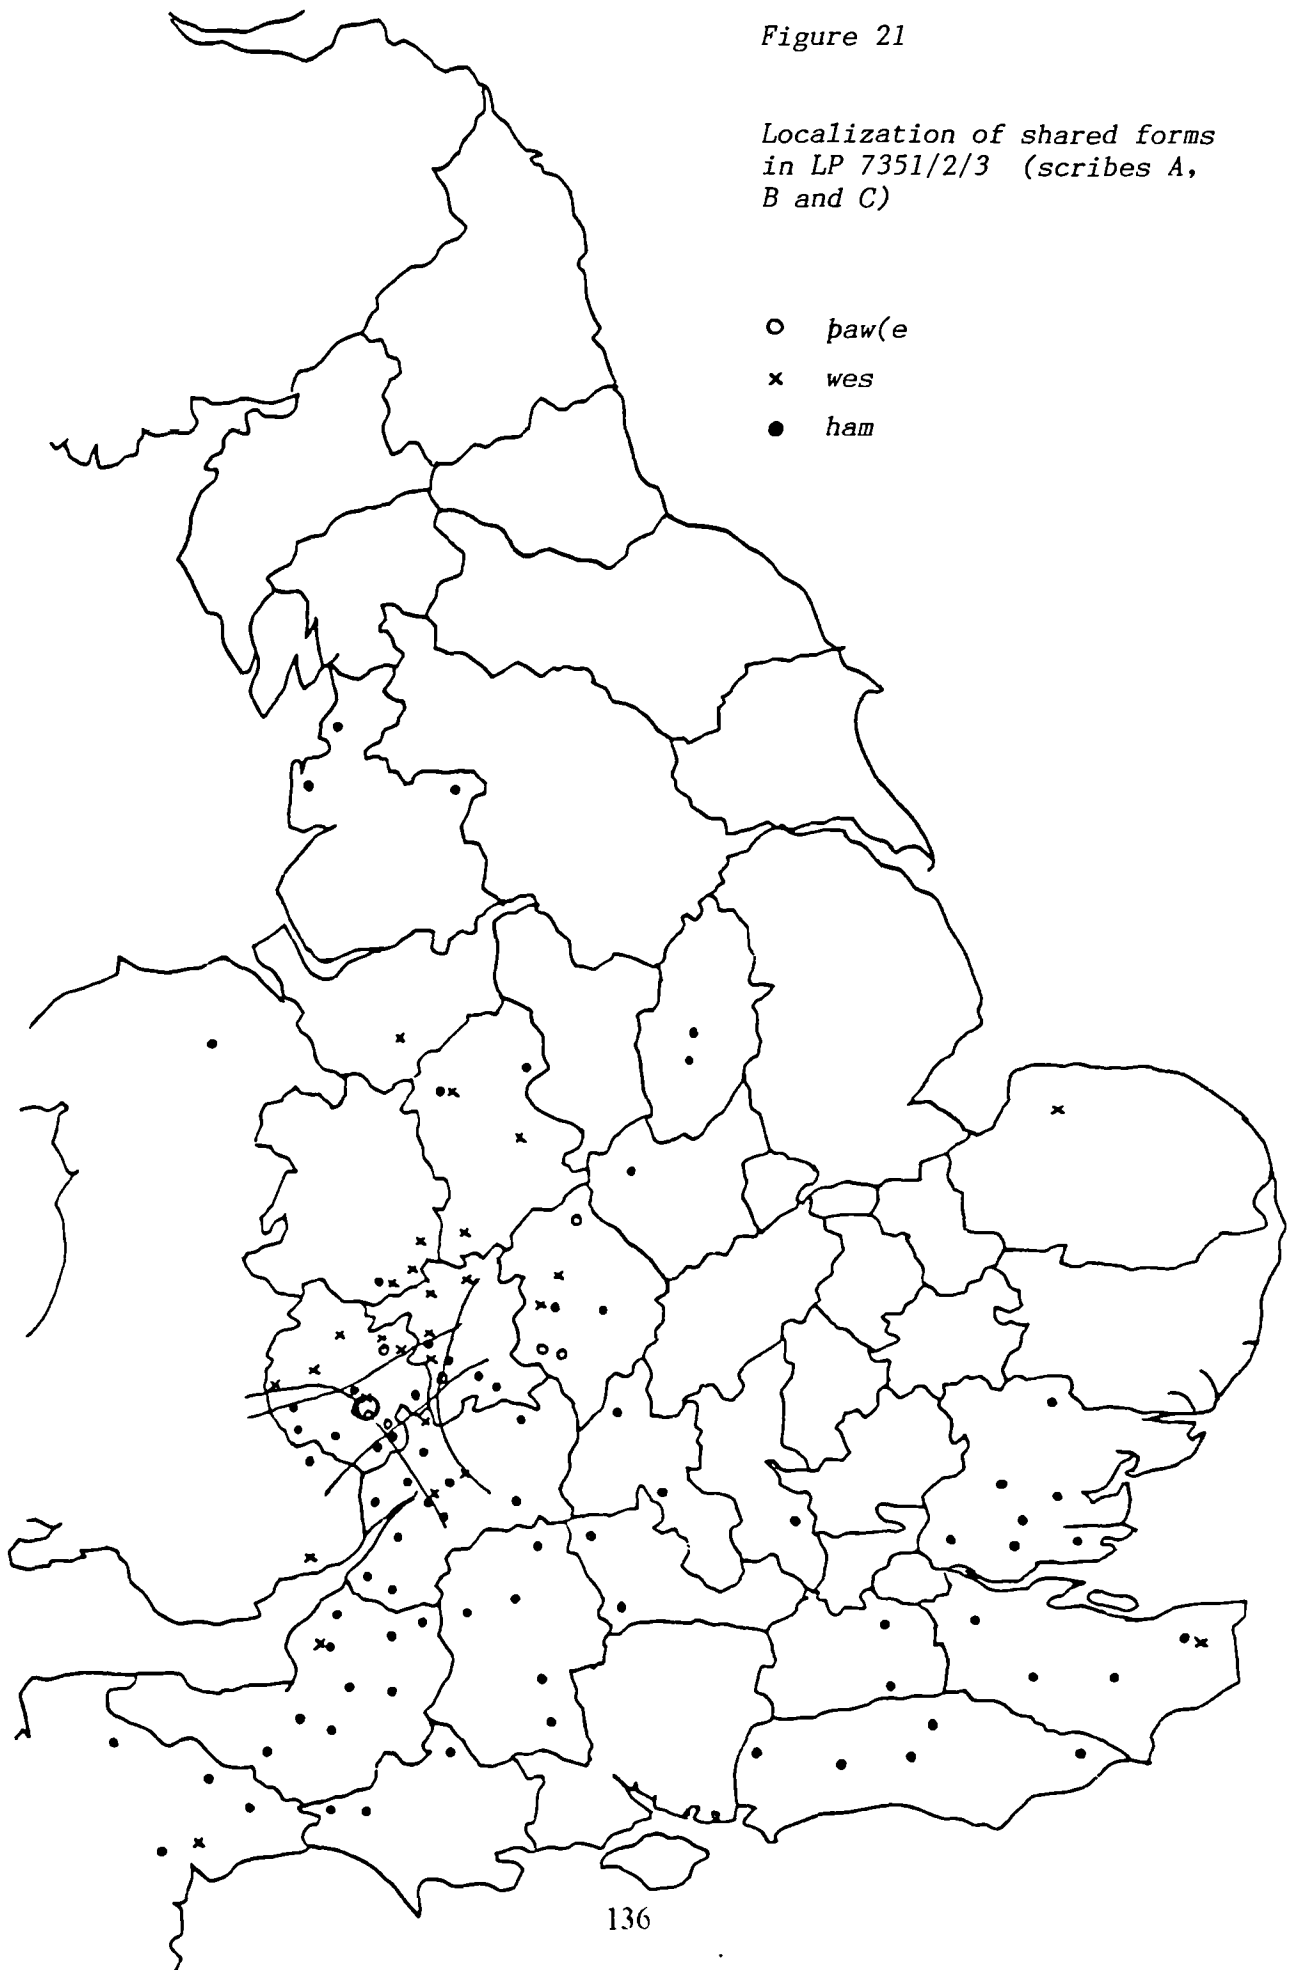 Figure 21
Localization of shared forms
in LP 7351/2/3 (scribes A,
B and C)
þaw(e
wes
ham
136